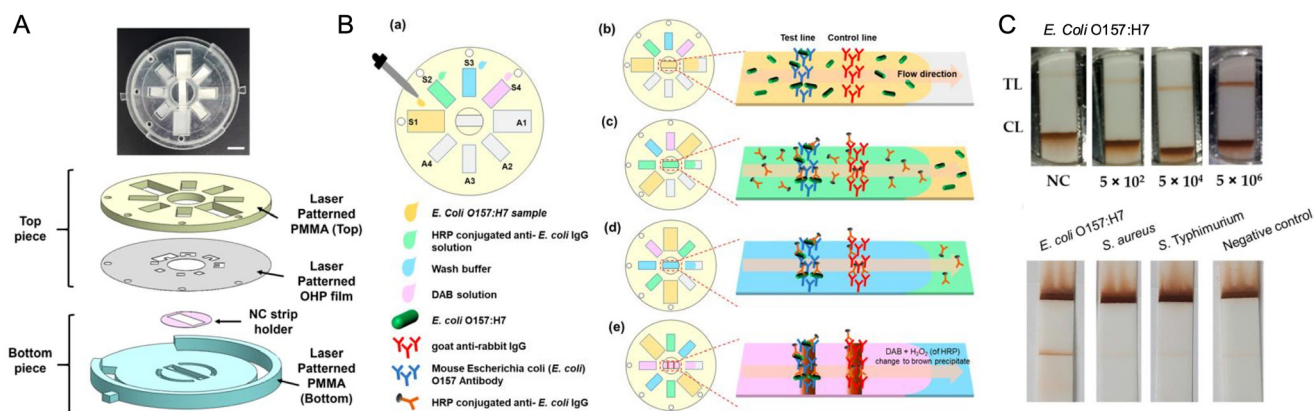 A
Top
piece
Bottom
piece
Laser
Patterned
PMMA (Top)
Laser
Patterned
OHP film
NC strip
holder
Laser
Patterned
PMMA
(Bottom)
B
(a)
S3
S2
S4
S1
A1
A4
A2
A3
E. Coli O157:H7 sample
HRP conjugated anti- E. coli IgG
solution
Wash buffer
DAB solution
E. coli O157:H7
goat anti-rabbit IgG
Mouse Escherichia coli (E. coli)
O157 Antibody
HRP conjugated anti- E. coli IgG
(b)
Test line
Control line
Flow direction
(c)
(d)
(e)
DAB + H₂O₂ (of HRP)
change to brown precipitate
C
E. Coli O157:H7
TL
CL
NC
5 × 10²
5 × 10⁴
5 × 10⁶
E. coli O157:H7
S. aureus
S. Typhimurium
Negative control